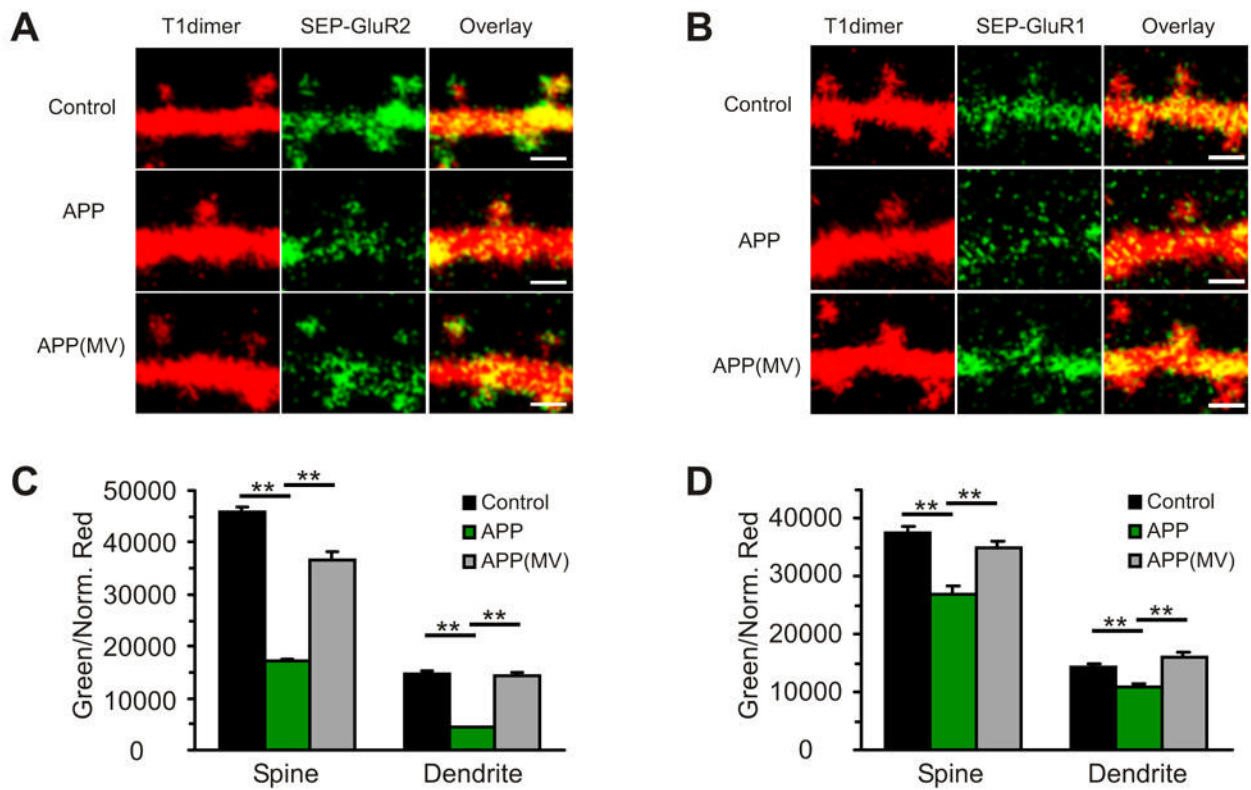 A
T1dimer SEP-GluR2 Overlay
Control
APP
APP(MV)
B
T1dimer SEP-GluR1 Overlay
Control
APP
APP(MV)
C
Green/Norm. Red
50000
40000
30000
20000
10000
0
** **
** **
Control
APP
APP(MV)
Spine Dendrite
D
Green/Norm. Red
40000
30000
20000
10000
0
** **
** **
Control
APP
APP(MV)
Spine Dendrite